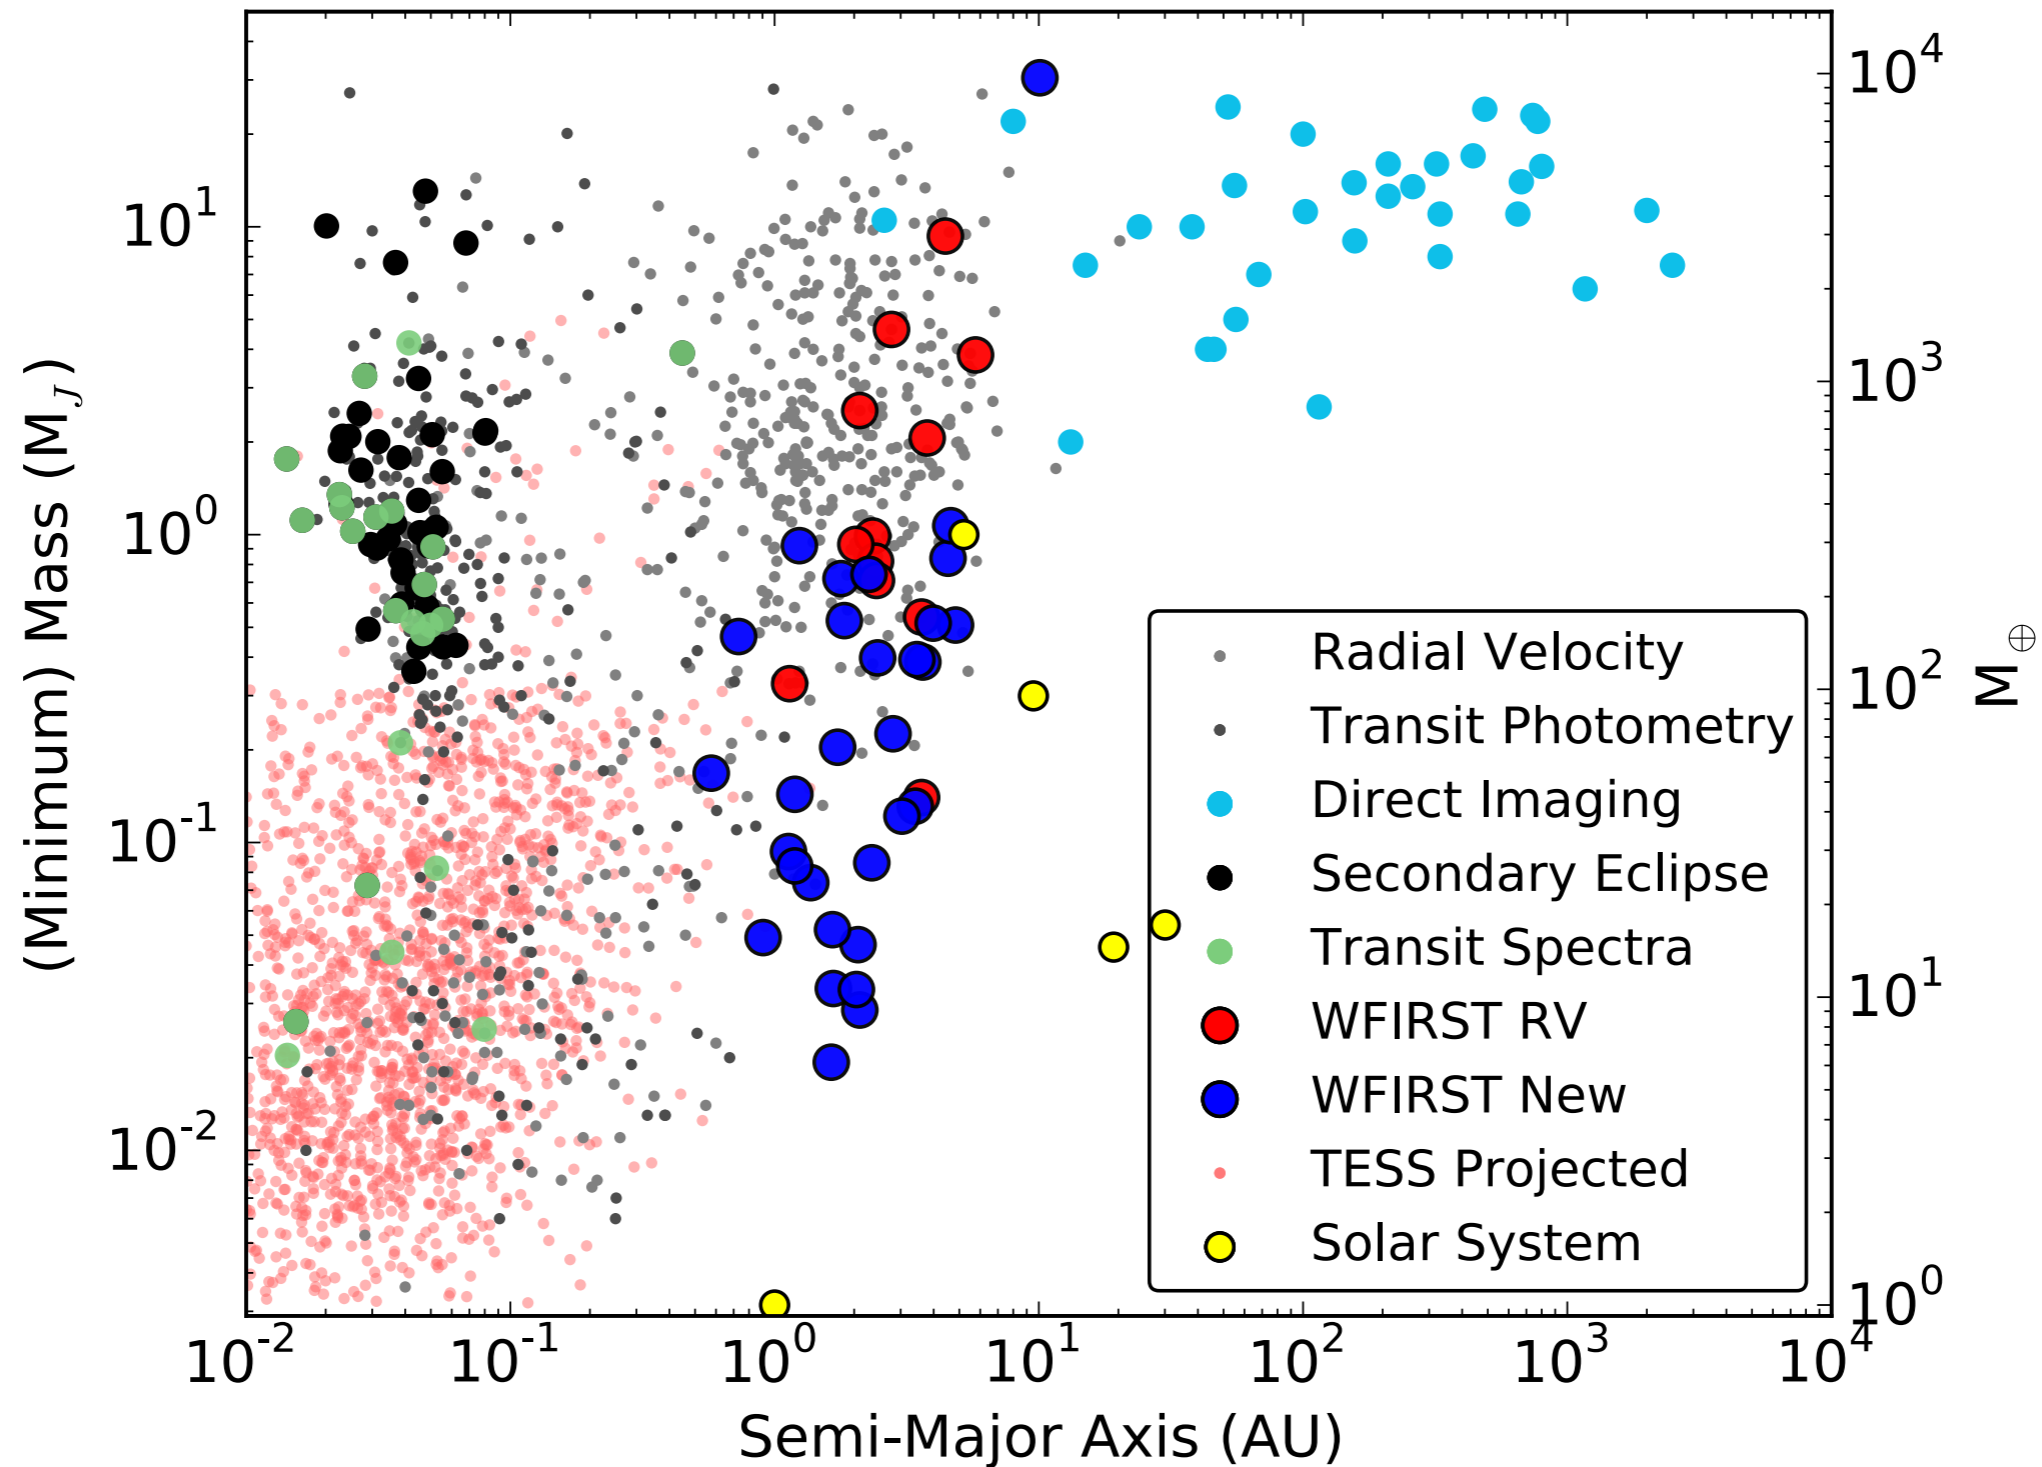 (Minimum) Mass (M_J)
10^1
10^0
10^-1
10^-2
10^4
10^3
10^2
10^1
10^0
M⊕
Radial Velocity
Transit Photometry
Direct Imaging
Secondary Eclipse
Transit Spectra
WFIRST RV
WFIRST New
TESS Projected
Solar System
10^-2 10^-1 10^0 10^1 10^2 10^3 10^4
Semi-Major Axis (AU)